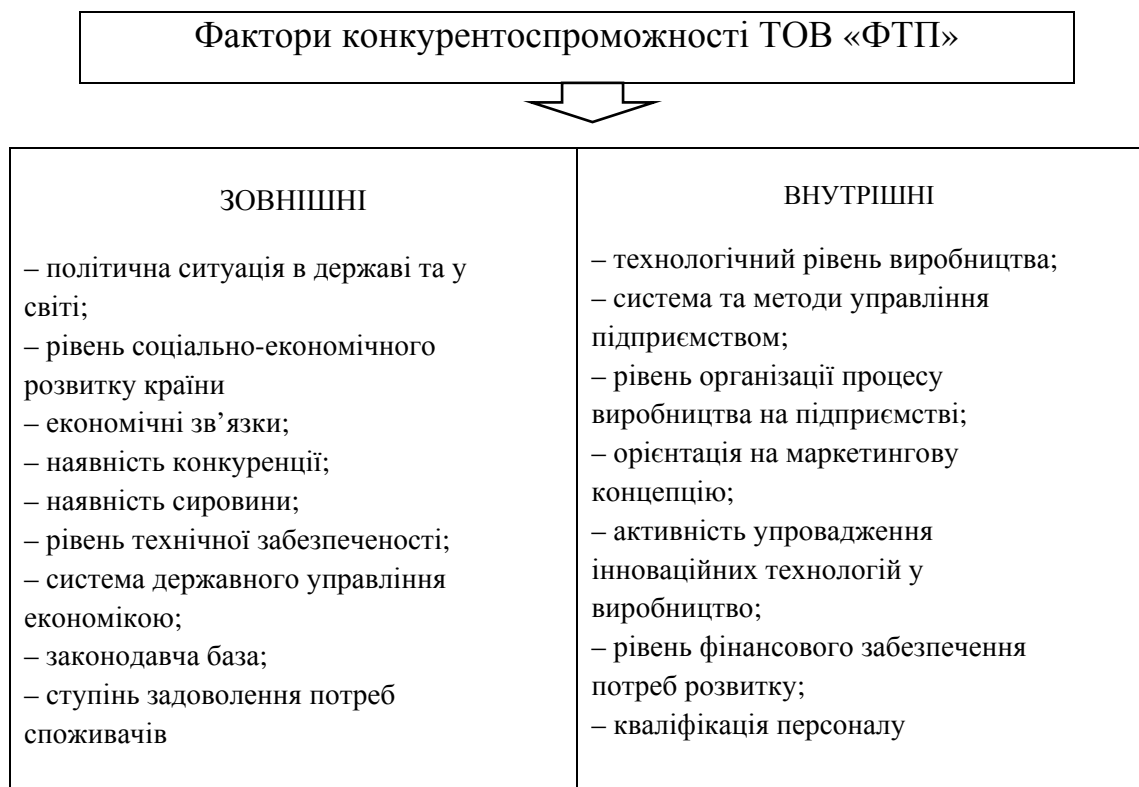 Фактори конкурентоспроможності ТОВ «ФТП»
ЗОВНІШНІ
– політична ситуація в державі та у
світі;
– рівень соціально-економічного
розвитку країни
– економічні зв’язки;
– наявність конкуренції;
– наявність сировини;
– рівень технічної забезпеченості;
– система державного управління
економікою;
– законодавча база;
– ступінь задоволення потреб
споживачів
ВНУТРІШНІ
– технологічний рівень виробництва;
– система та методи управління
підприємством;
– рівень організації процесу
виробництва на підприємстві;
– орієнтація на маркетингову
концепцію;
– активність упровадження
інноваційних технологій у
виробництво;
– рівень фінансового забезпечення
потреб розвитку;
– кваліфікація персоналу